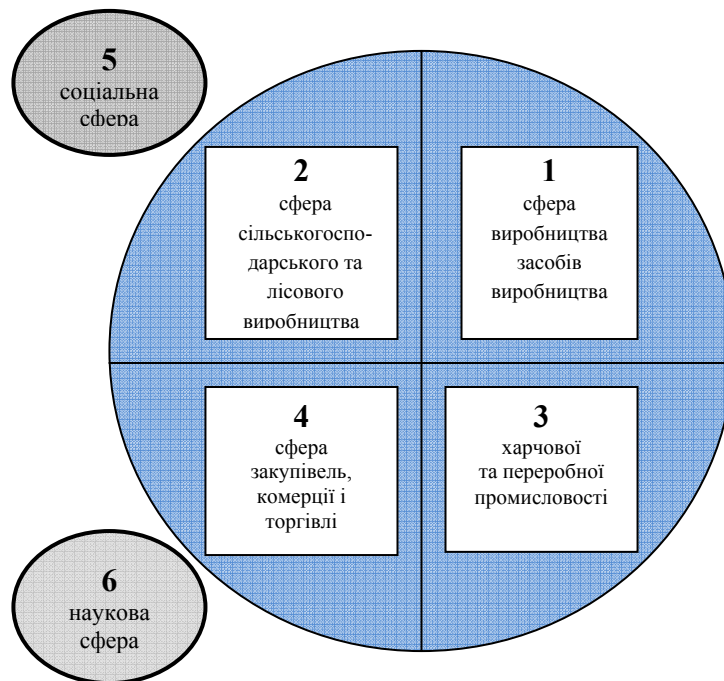 5
соціальна
сфера
2
сфера
сільськогоспо-
дарського та
лісового
виробництва
1
сфера
виробництва
засобів
виробництва
4
сфера
закупівель,
комерції і
торгівлі
3
харчової
та переробної
промисловості
6
наукова
сфера